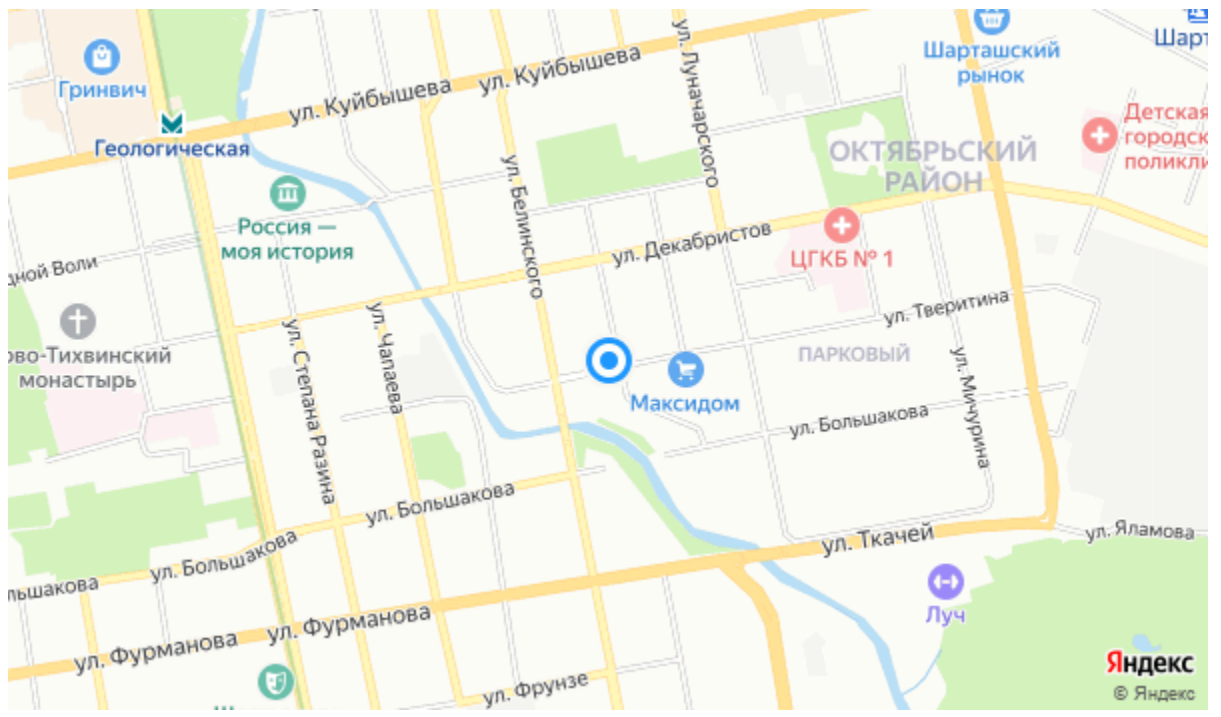 ул. Луначарского
Шарташский
рынок
Шарт
Гринвич
ул. Куйбышева
ул. Куйбышева
Геологическая
Детская
городск
поликли
ОКТЯБРЬСКИЙ
РАЙОН
ул. Белинского
Россия —
моя история
ул. Декабристов
ЦГКБ № 1
дной Воли
ул. Тверитина
ово-Тихвинский
монастырь
ул. Степана Разина
ул. Чапаева
ПАРКОВЫЙ
Максидом
ул. Мичурина
ул. Большакова
ул. Большакова
ул. Большакова
льшакова
ул. Ткачей
ул. Яламова
Луч
ул. Фурманова
ул. Фурманова
ул. Фрунзе
Яндекс
© Яндекс